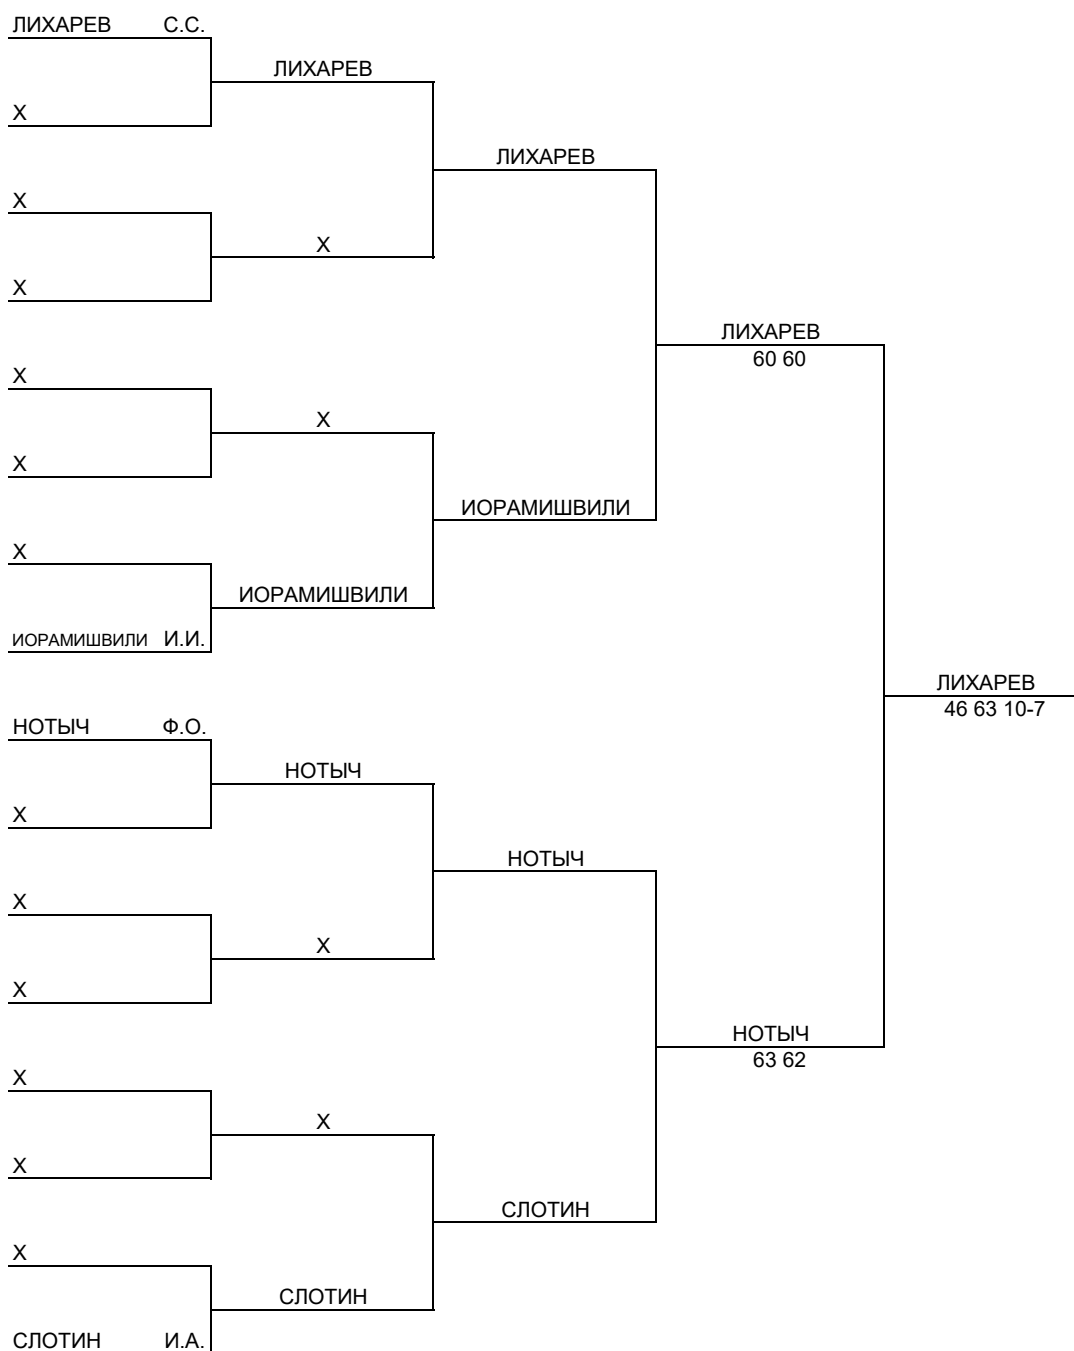 ЛИХАРЕВ С.С.
ЛИХАРЕВ
X
ЛИХАРЕВ
X
X
X
ЛИХАРЕВ
60 60
X
X
X
ИОРАМИШВИЛИ
X
ИОРАМИШВИЛИ
ИОРАМИШВИЛИ И.И.
ЛИХАРЕВ
46 63 10-7
НОТЫЧ Ф.О.
НОТЫЧ
X
НОТЫЧ
X
X
X
НОТЫЧ
63 62
X
X
X
СЛОТИН
X
СЛОТИН
СЛОТИН И.А.